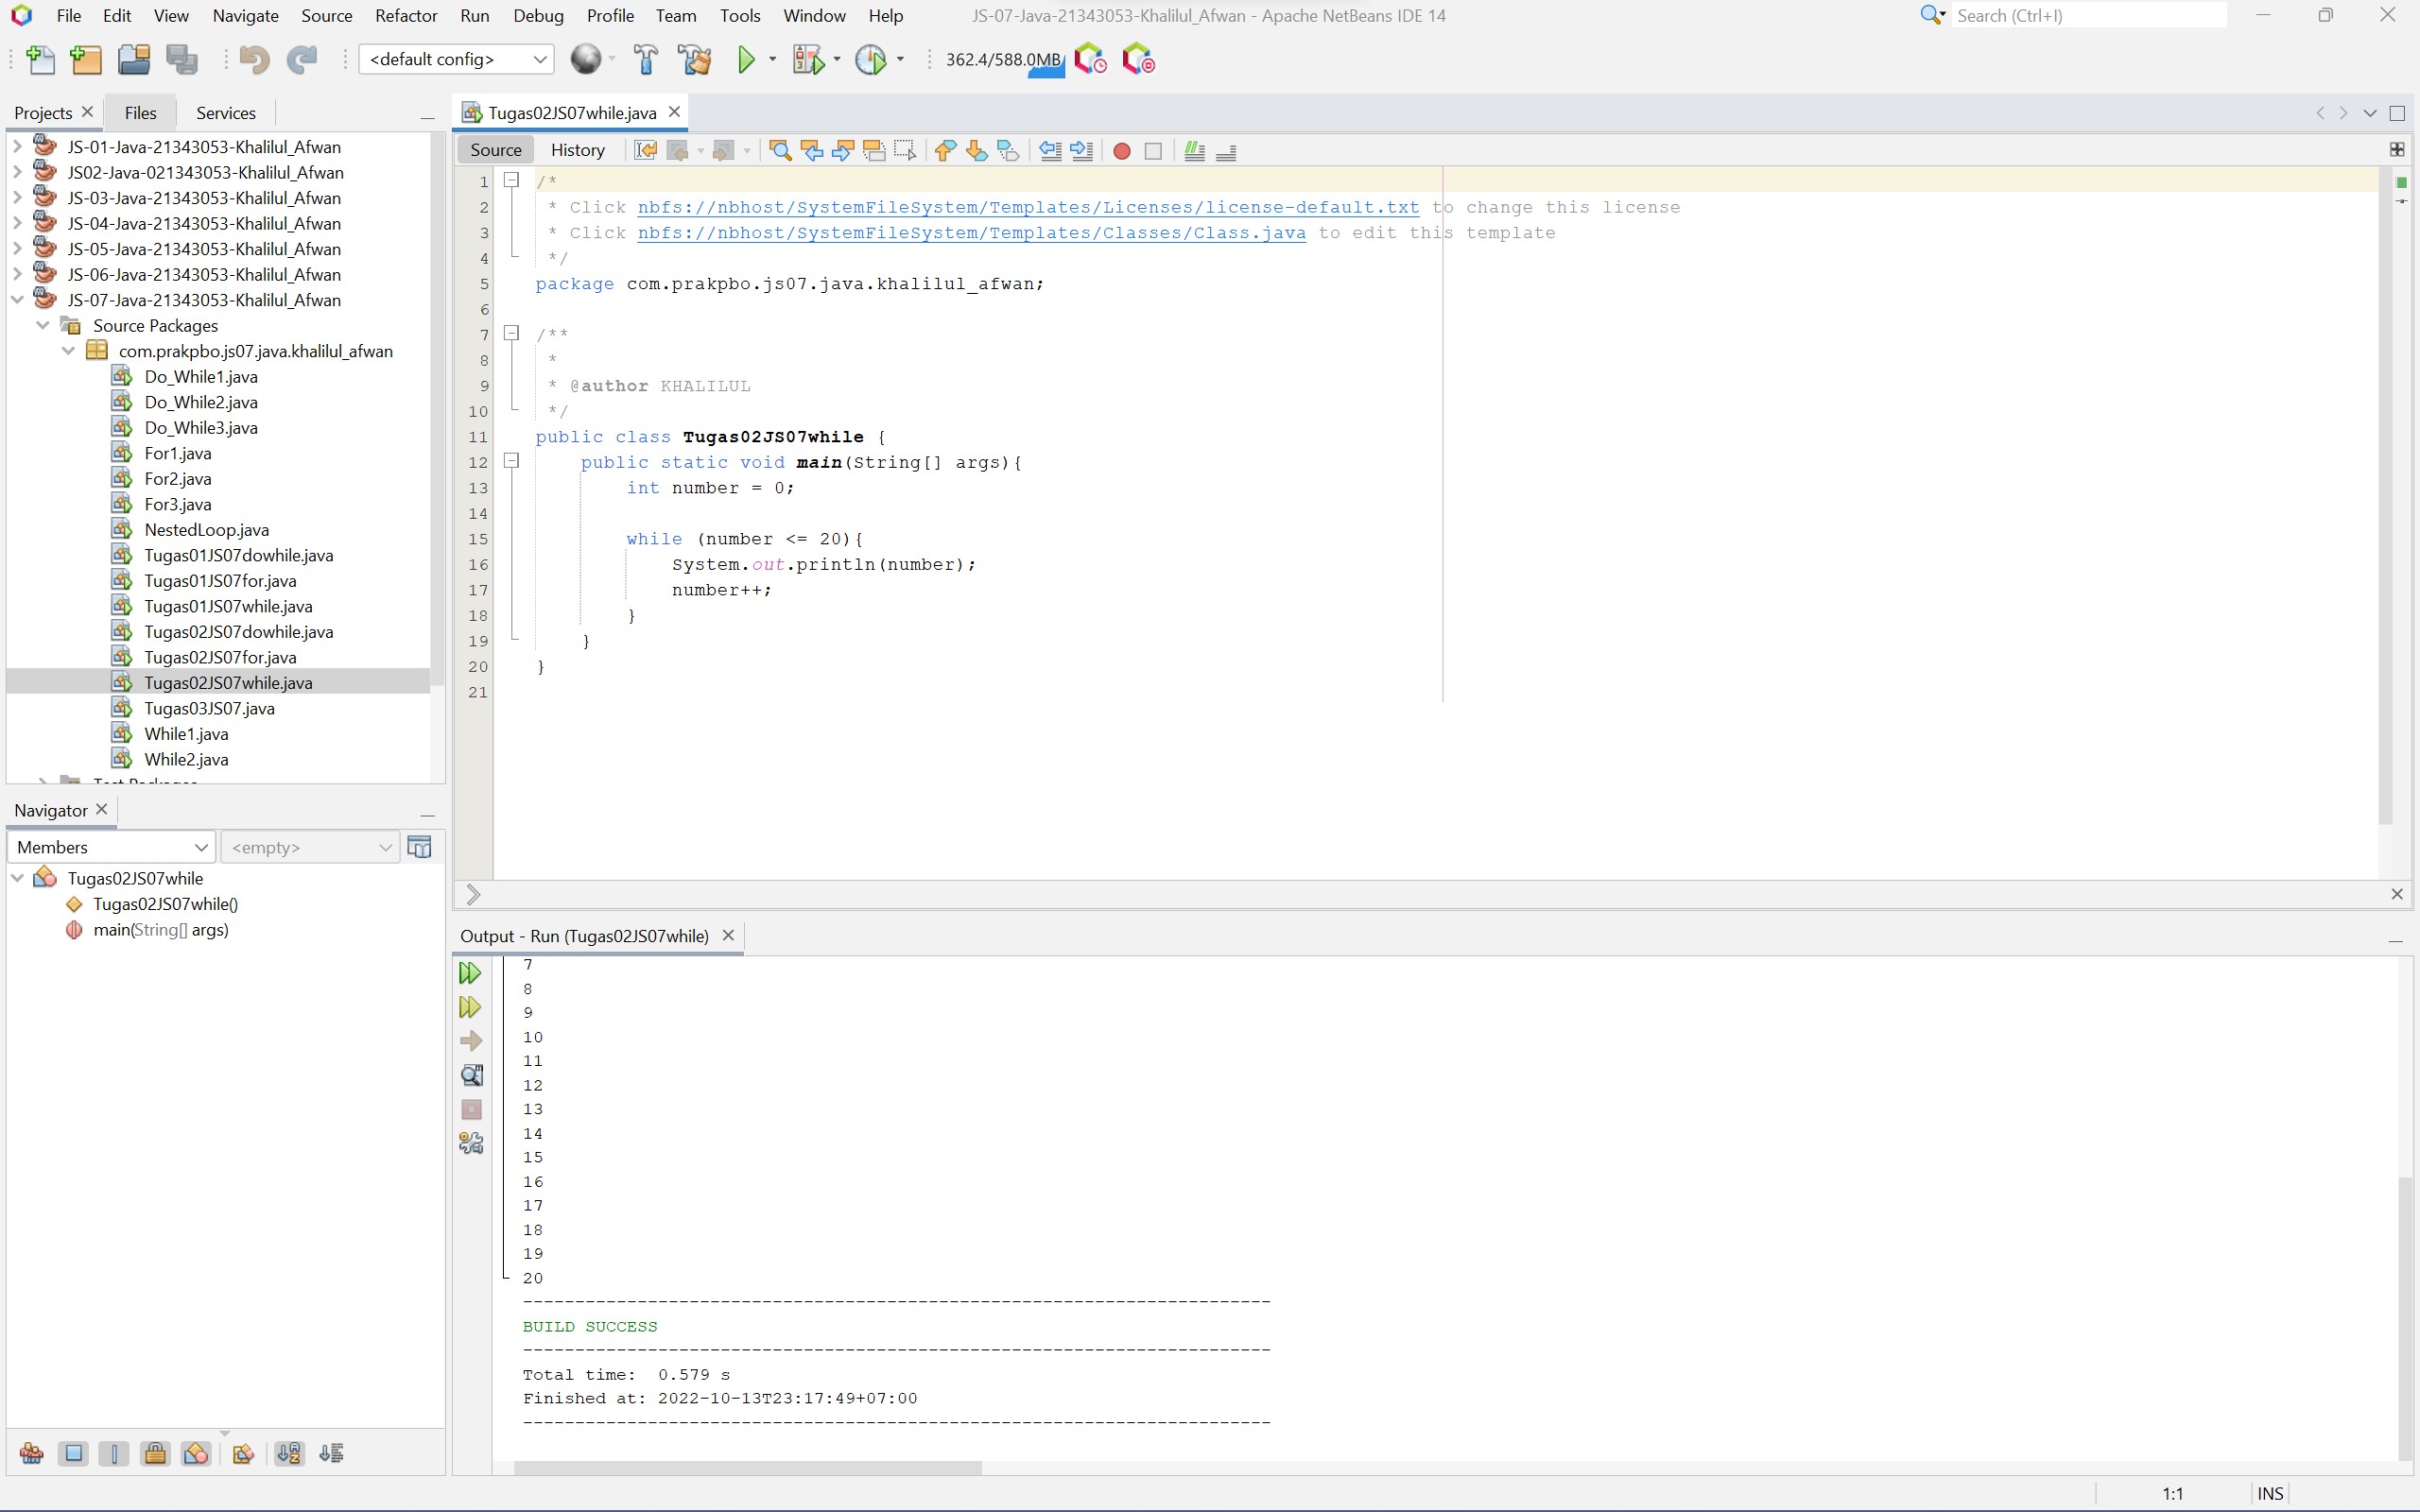 File Edit View Navigate Source Refactor Run Debug Profile Team Tools Window Help
JS-07-Java-21343053-Khalilul_Afwan - Apache NetBeans IDE 14
Search (Ctrl+I)
<default config>
362.4/588.0MB
Projects
Files
Services
JS-01-Java-21343053-Khalilul_Afwan
JS02-Java-021343053-Khalilul_Afwan
JS-03-Java-21343053-Khalilul_Afwan
JS-04-Java-21343053-Khalilul_Afwan
JS-05-Java-21343053-Khalilul_Afwan
JS-06-Java-21343053-Khalilul_Afwan
JS-07-Java-21343053-Khalilul_Afwan
Source Packages
com.prakpbo.js07.java.khalilul_afwan
Do_While1.java
Do_While2.java
Do_While3.java
For1.java
For2.java
For3.java
NestedLoop.java
Tugas01JS07dowhile.java
Tugas01JS07for.java
Tugas01JS07while.java
Tugas02JS07dowhile.java
Tugas02JS07for.java
Tugas02JS07while.java
Tugas03JS07.java
While1.java
While2.java
Test Packages
Navigator
Members
<empty>
Tugas02JS07while
Tugas02JS07while()
main(String[] args)
Tugas02JS07while.java
Source History
1 /*
2 * Click nbfs://nbhost/SystemFileSystem/Templates/Licenses/license-default.txt to change this license
3 * Click nbfs://nbhost/SystemFileSystem/Templates/Classes/Class.java to edit this template
4 */
5 package com.prakpbo.js07.java.khalilul_afwan;
6
7 /**
8 *
9 * @author KHALILUL
10 */
11 public class Tugas02JS07while {
12 public static void main(String[] args){
13 int number = 0;
14
15 while (number <= 20){
16 System.out.println(number);
17 number++;
18 }
19 }
20 }
21
Output - Run (Tugas02JS07while)
7
8
9
10
11
12
13
14
15
16
17
18
19
20
------------------------------------------------------------------------
BUILD SUCCESS
------------------------------------------------------------------------
Total time:  0.579 s
Finished at: 2022-10-13T23:17:49+07:00
------------------------------------------------------------------------
1:1
INS